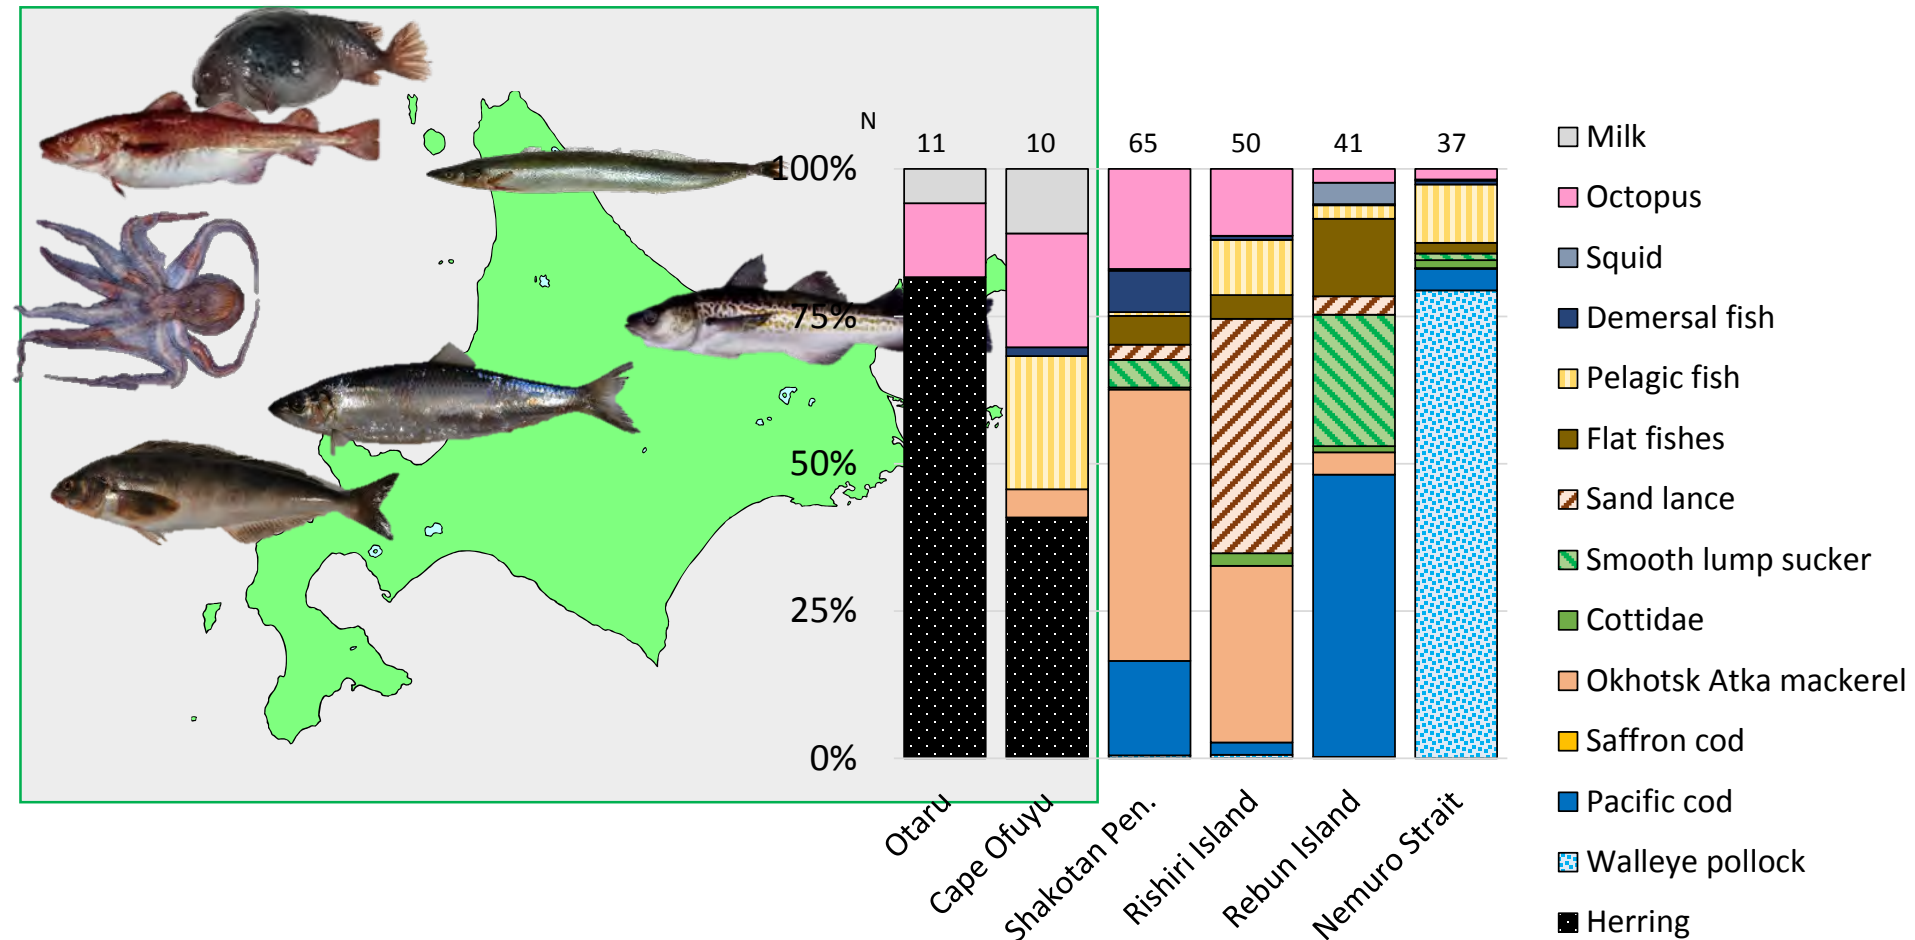 N
11 10 65 50 41 37
100%
75%
50%
25%
0%
Otaru
Cape Ofuyu
Shakotan Pen.
Rishiri Island
Rebun Island
Nemuro Strait
Milk
Octopus
Squid
Demersal fish
Pelagic fish
Flat fishes
Sand lance
Smooth lump sucker
Cottidae
Okhotsk Atka mackerel
Saffron cod
Pacific cod
Walleye pollock
Herring